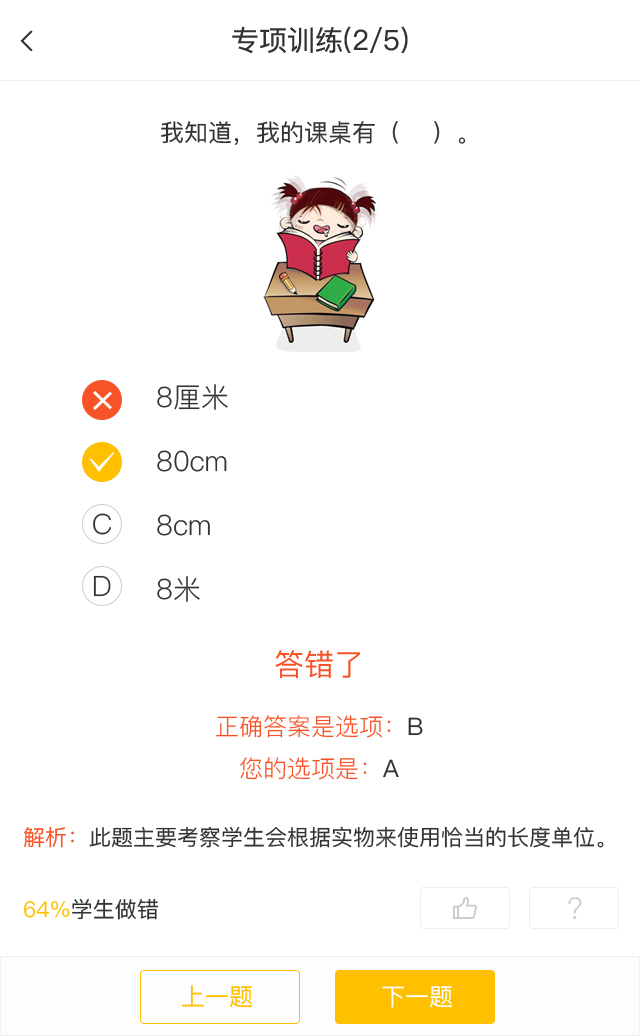 专项训练(2/5)
我知道，我的课桌有（ ）。
8厘米
80cm
C 8cm
D 8米
答错了
正确答案是选项：B
您的选项是：A
解析：此题主要考察学生会根据实物来使用恰当的长度单位。
64%学生做错
?
上一题 下一题